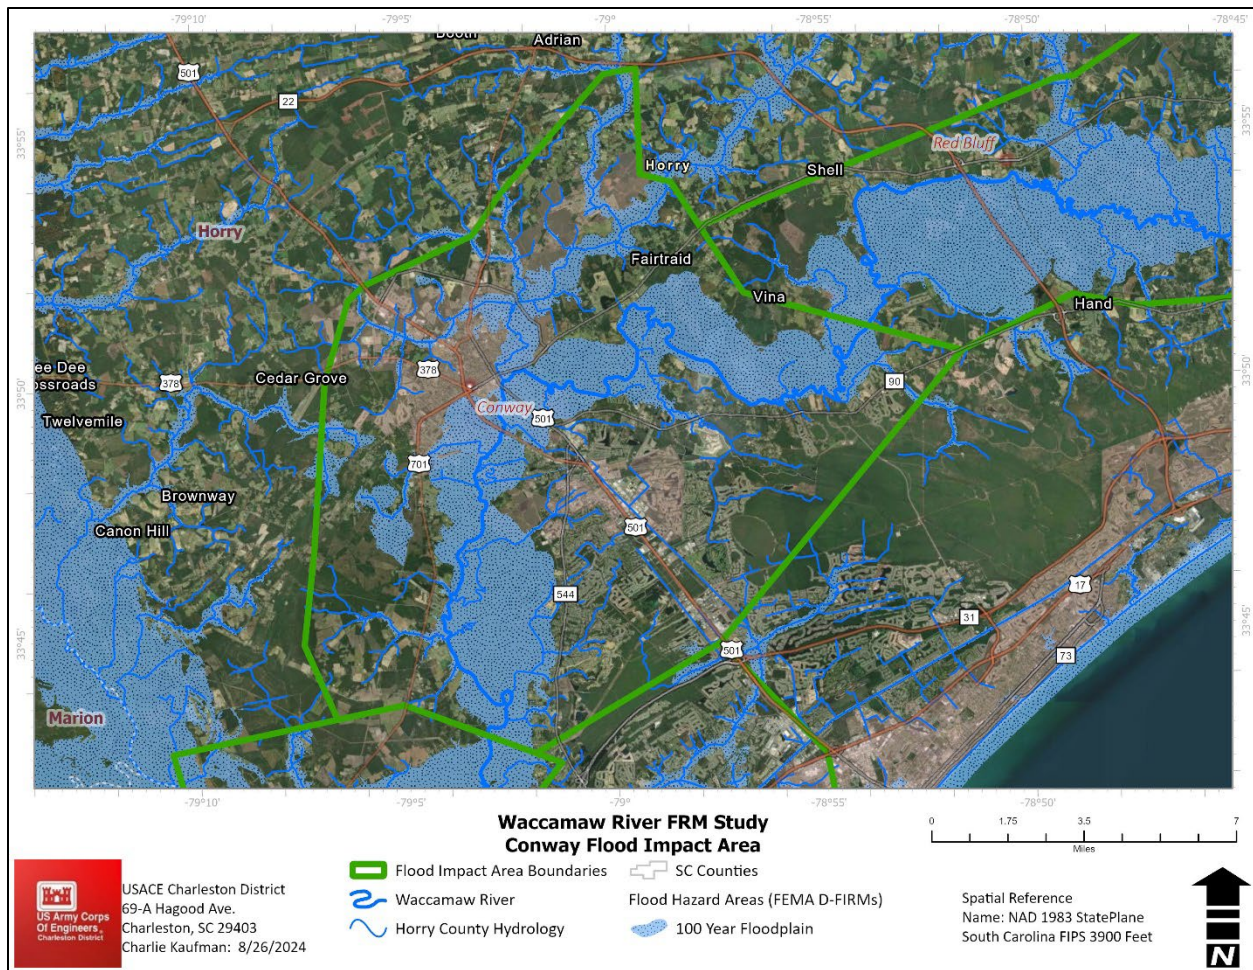 -79°10'
-79°5'
-79°
-78°55'
-78°50'
-78°45'
Booth
Adrian
501
22
33°55'
33°55'
Red Bluff
Horry
Shell
Horry
Fairtraid
Vina
Hand
ee Dee
ossroads
378
Cedar Grove
378
90
33°50'
33°50'
Twelvemile
Conway
501
701
Brownway
Canon Hill
501
544
17
31
33°45'
33°45'
501
73
Marion
-79°10'
-79°5'
-79°
-78°55'
-78°50'
Waccamaw River FRM Study
Conway Flood Impact Area
0 1.75 3.5 7
Miles
US Army Corps
Of Engineers®
Charleston District
USACE Charleston District
69-A Hagood Ave.
Charleston, SC 29403
Charlie Kaufman: 8/26/2024
Flood Impact Area Boundaries
Waccamaw River
Horry County Hydrology
SC Counties
Flood Hazard Areas (FEMA D-FIRMs)
100 Year Floodplain
Spatial Reference
Name: NAD 1983 StatePlane
South Carolina FIPS 3900 Feet
N